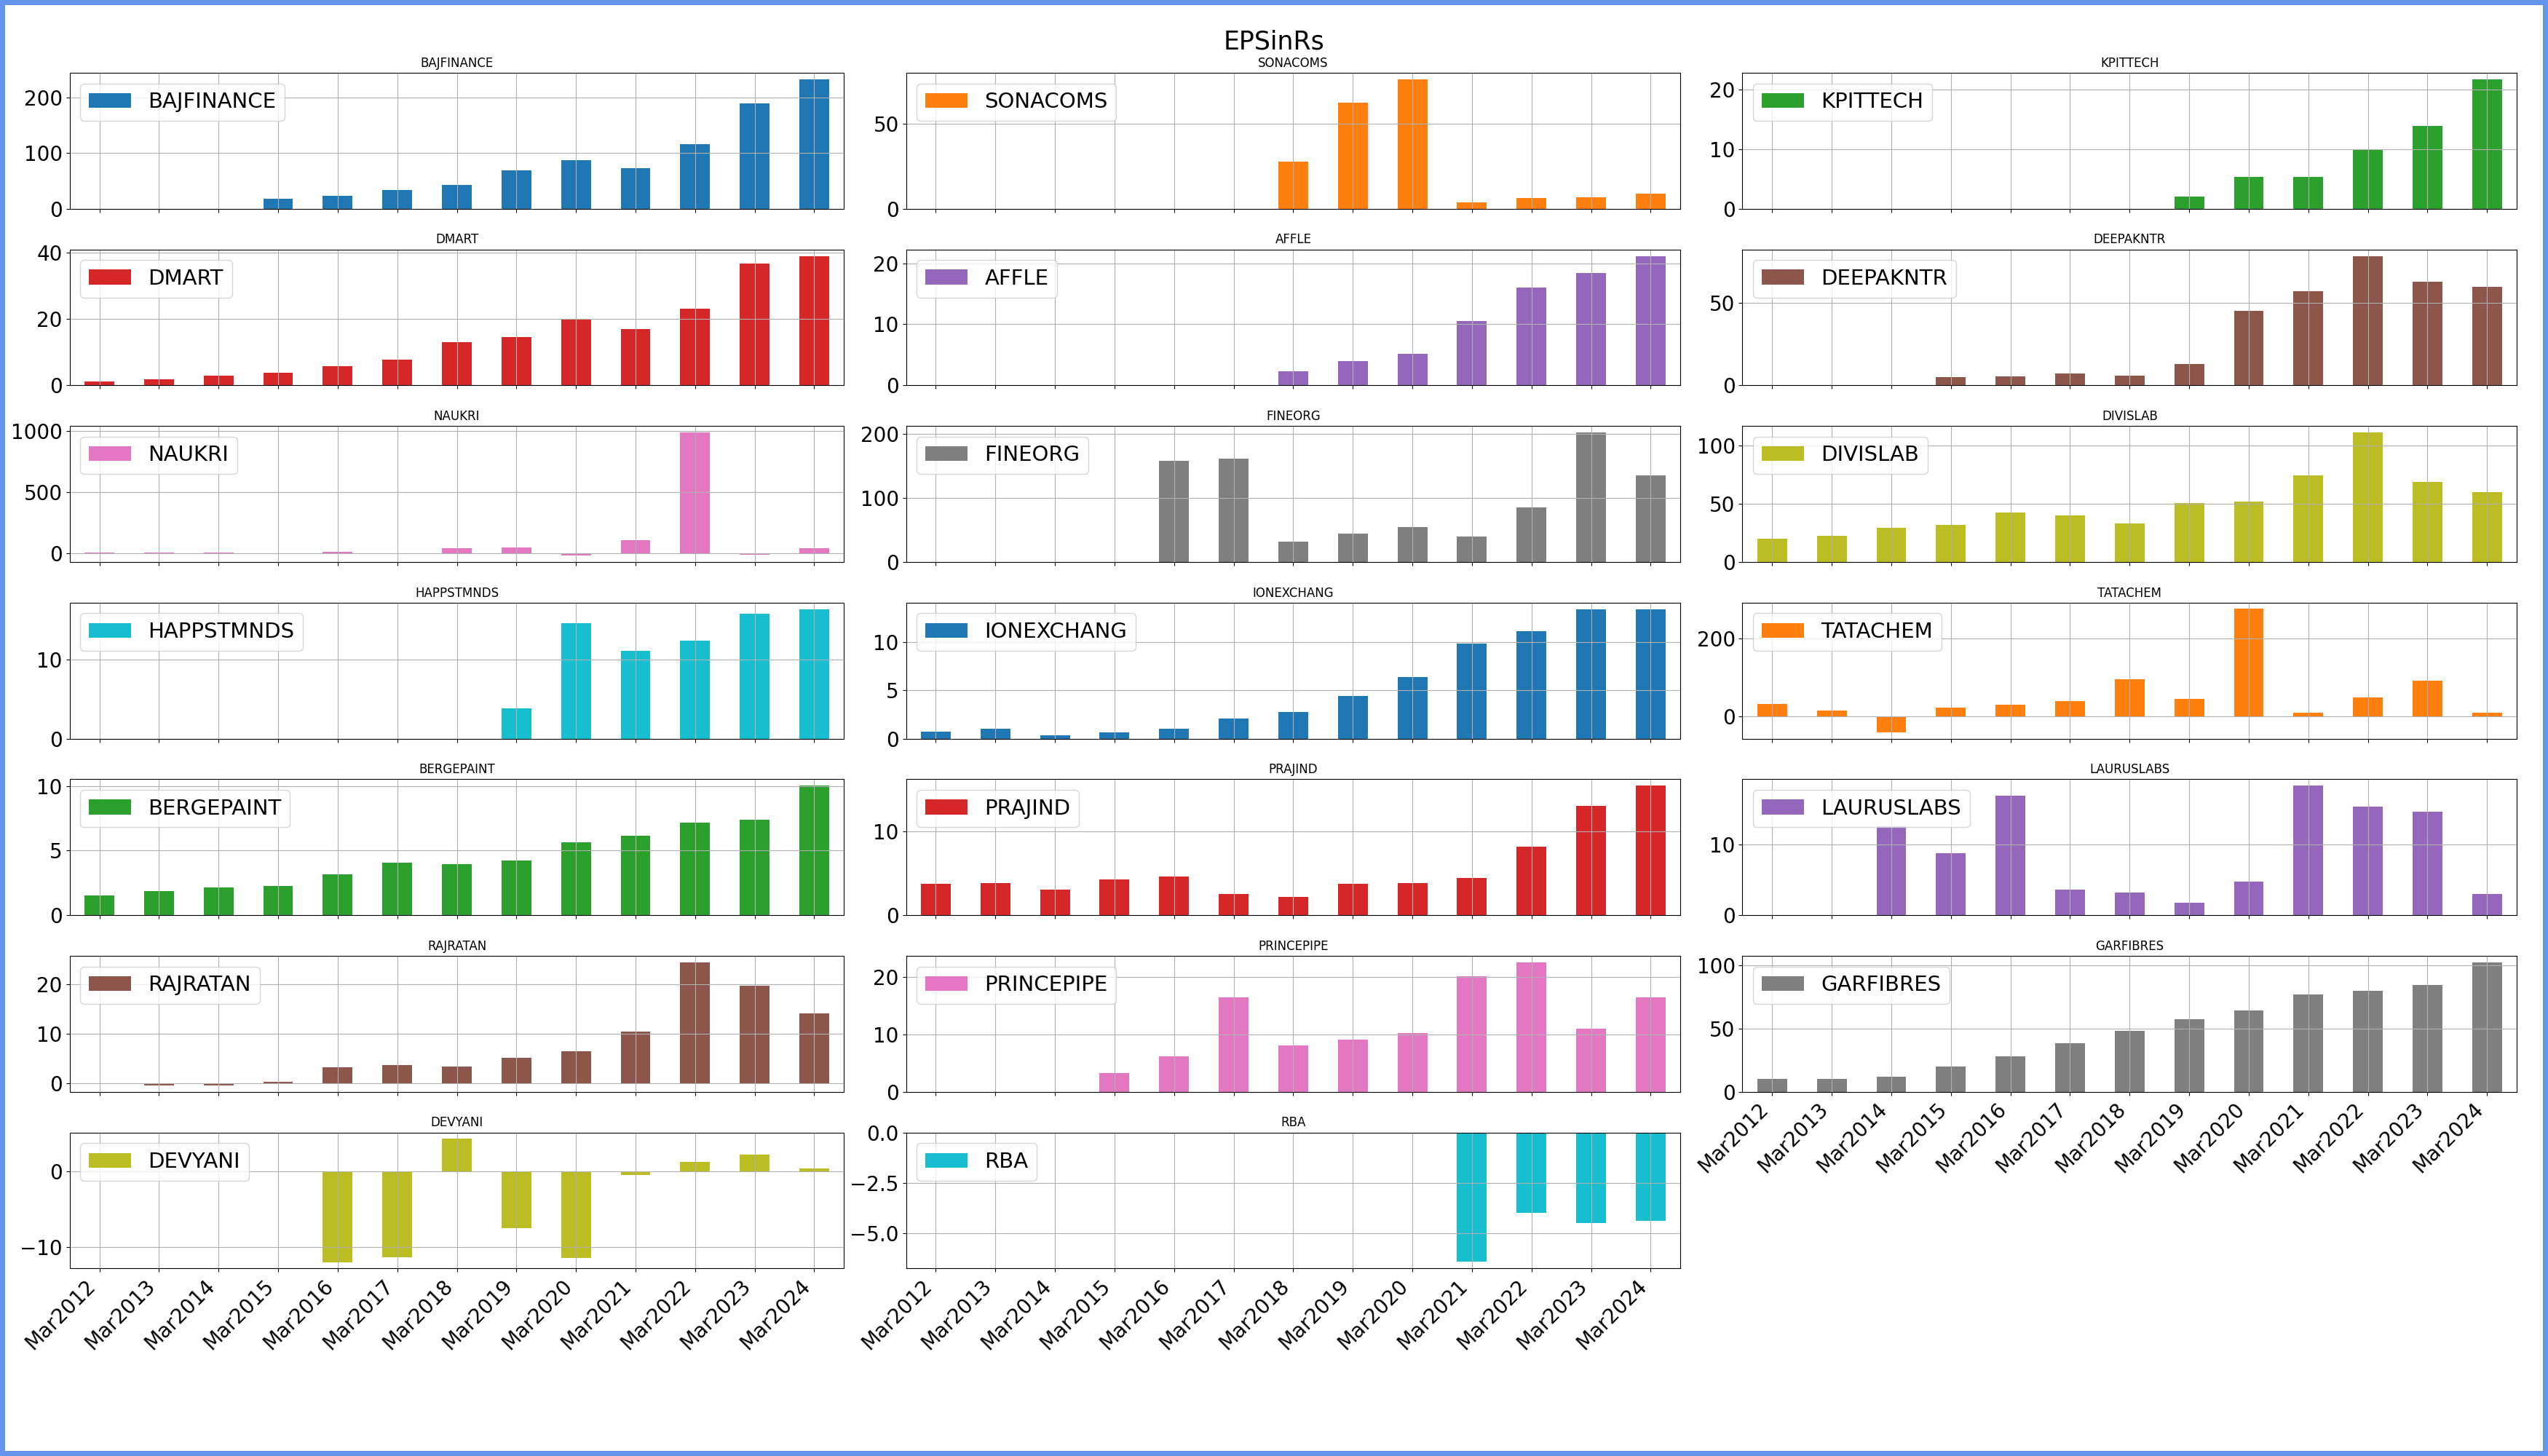 EPSinRs
BAJFINANCE
BAJFINANCE
200
100
0
SONACOMS
SONACOMS
50
0
KPITTECH
KPITTECH
20
10
0
DMART
DMART
40
20
0
AFFLE
AFFLE
20
10
0
DEEPAKNTR
DEEPAKNTR
50
0
NAUKRI
NAUKRI
1000
500
0
FINEORG
FINEORG
200
100
0
DIVISLAB
DIVISLAB
100
50
0
HAPPSTMNDS
HAPPSTMNDS
10
0
IONEXCHANG
IONEXCHANG
10
5
0
TATACHEM
TATACHEM
200
0
BERGEPAINT
BERGEPAINT
10
5
0
PRAJIND
PRAJIND
10
0
LAURUSLABS
LAURUSLABS
10
0
RAJRATAN
RAJRATAN
20
10
0
PRINCEPIPE
PRINCEPIPE
20
10
0
GARFIBRES
GARFIBRES
100
50
0
Mar2012 Mar2013 Mar2014 Mar2015 Mar2016 Mar2017 Mar2018 Mar2019 Mar2020 Mar2021 Mar2022 Mar2023 Mar2024
DEVYANI
DEVYANI
0
−10
Mar2012 Mar2013 Mar2014 Mar2015 Mar2016 Mar2017 Mar2018 Mar2019 Mar2020 Mar2021 Mar2022 Mar2023 Mar2024
RBA
RBA
0.0
−2.5
−5.0
Mar2012 Mar2013 Mar2014 Mar2015 Mar2016 Mar2017 Mar2018 Mar2019 Mar2020 Mar2021 Mar2022 Mar2023 Mar2024